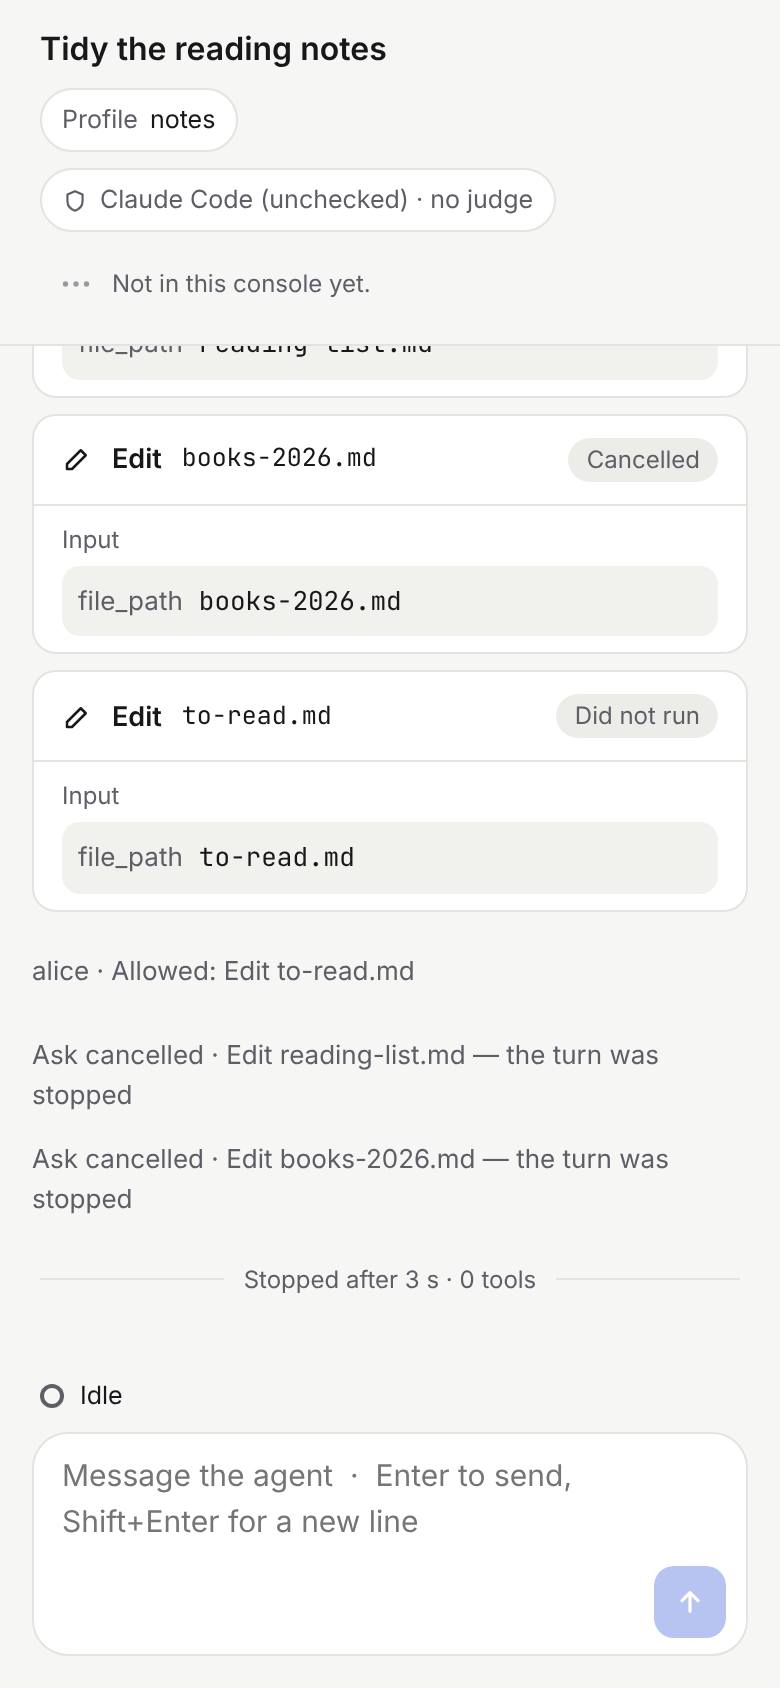 Tidy the reading notes
Profile notes
Claude Code (unchecked) · no judge
Not in this console yet.
file_path reading-list.md
Edit books-2026.md Cancelled
Input
file_path books-2026.md
Edit to-read.md Did not run
Input
file_path to-read.md
alice · Allowed: Edit to-read.md
Ask cancelled · Edit reading-list.md — the turn was
stopped
Ask cancelled · Edit books-2026.md — the turn was
stopped
Stopped after 3 s · 0 tools
Idle
Message the agent · Enter to send,
Shift+Enter for a new line